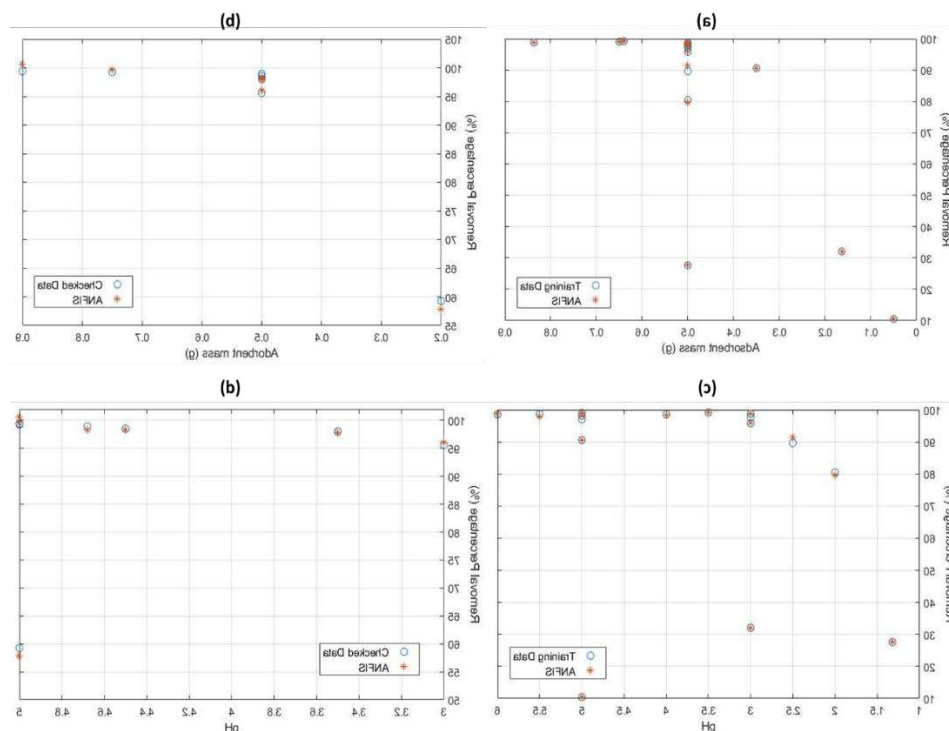 (a)
100
90
80
70
60
50
40
30
20
10
Removal Percentage (%)
Training Data
ANFIS
0 0.1 0.2 0.3 0.4 0.5 0.6 0.7 0.8 0.9
Adsorbent mass (g)
(b)
105
100
95
90
85
80
75
70
65
60
55
Removal Percentage (%)
Checked Data
ANFIS
0.2 0.3 0.4 0.5 0.6 0.7 0.8 0.9
Adorbent mass (g)
(c)
100
90
80
70
60
50
40
30
20
10
Removal Percentage (%)
Training Data
ANFIS
1 1.5 2 2.5 3 3.5 4 4.5 5 5.5 6
pH
(d)
100
95
90
85
80
75
70
65
60
55
50
Removal Percentage (%)
Checked Data
ANFIS
3 3.2 3.4 3.6 3.8 4 4.2 4.4 4.6 4.8 5
pH